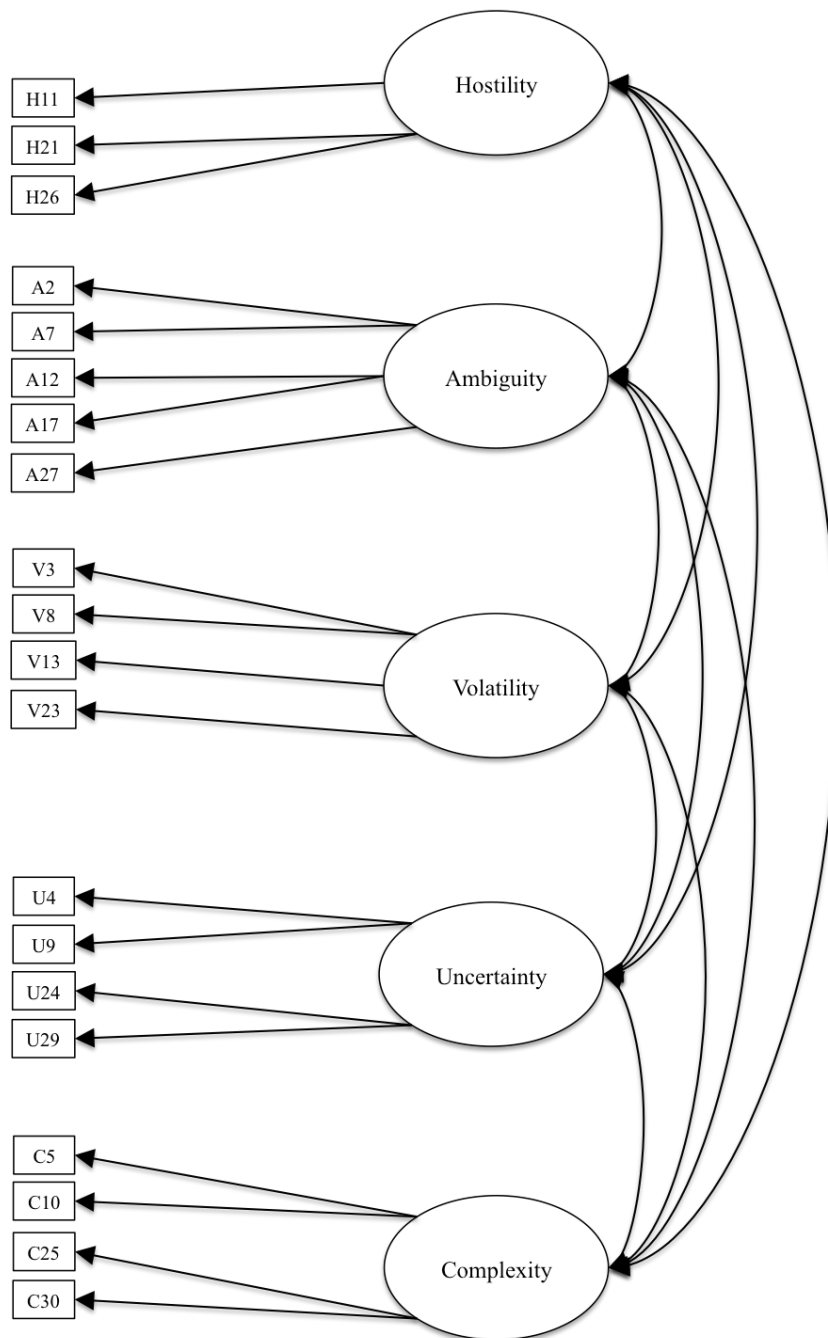 Hostility
H11
H21
H26
A2
A7
Ambiguity
A12
A17
A27
V3
V8
V13
Volatility
V23
U4
U9
Uncertainty
U24
U29
C5
C10
C25
Complexity
C30